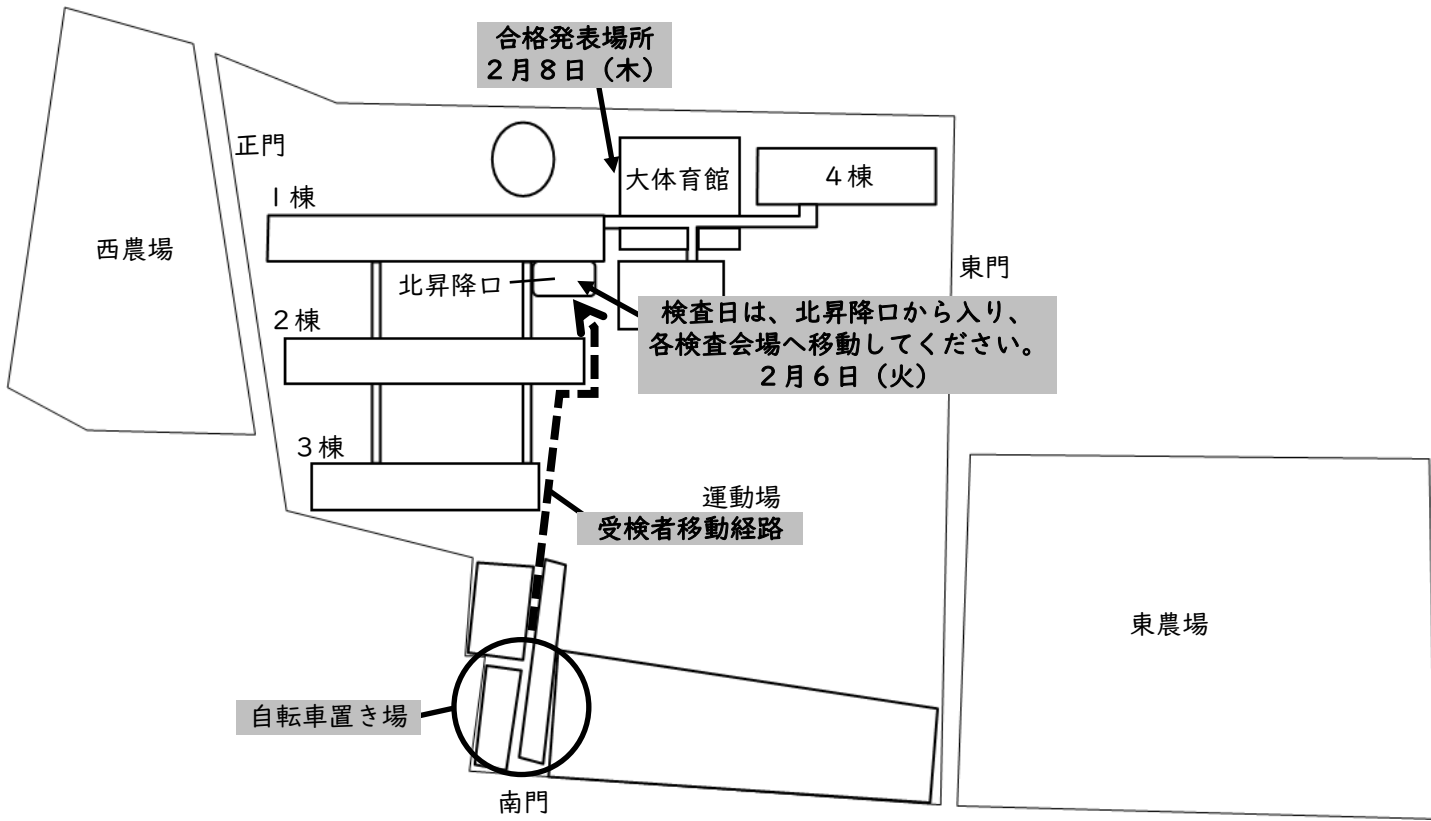 合格発表場所
2月8日（木）
正門
大体育館
4棟
1棟
西農場
東門
北昇降口
検査日は、北昇降口から入り、
各検査会場へ移動してください。
2月6日（火）
2棟
3棟
運動場
受検者移動経路
東農場
自転車置き場
南門